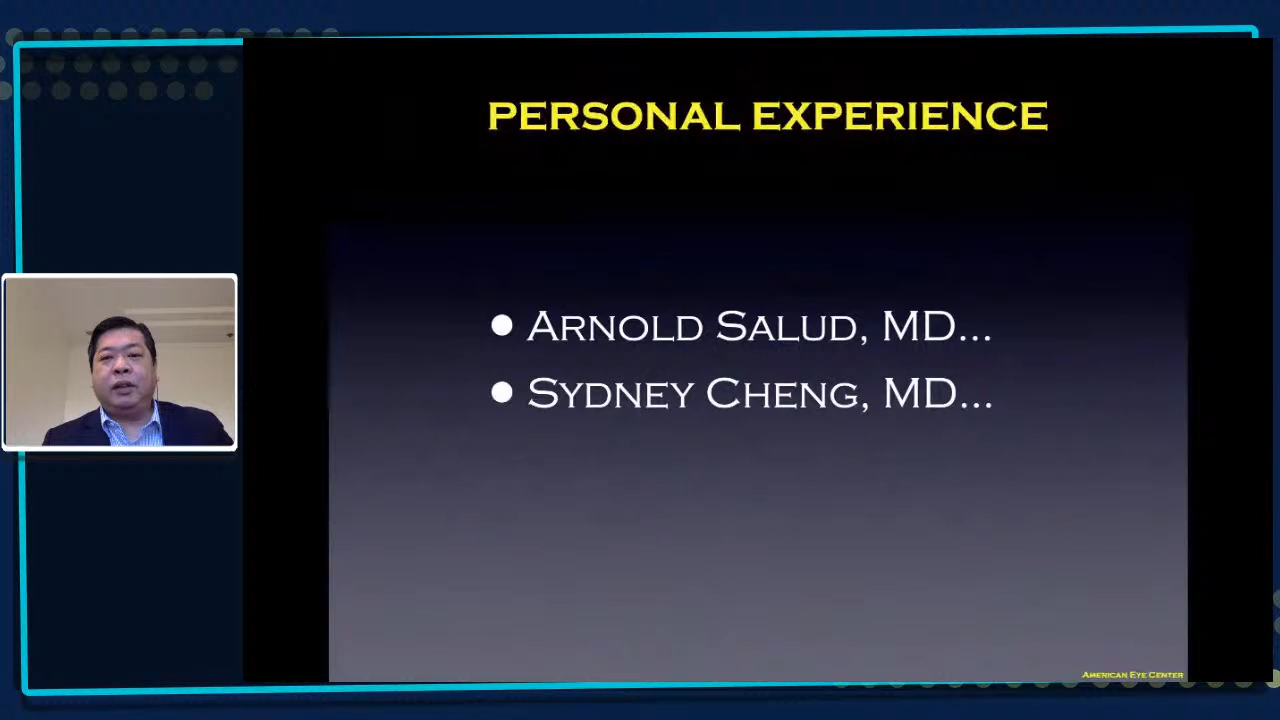 PERSONAL EXPERIENCE
• ARNOLD SALUD, MD...
• SYDNEY CHENG, MD...
AMERICAN EYE CENTER